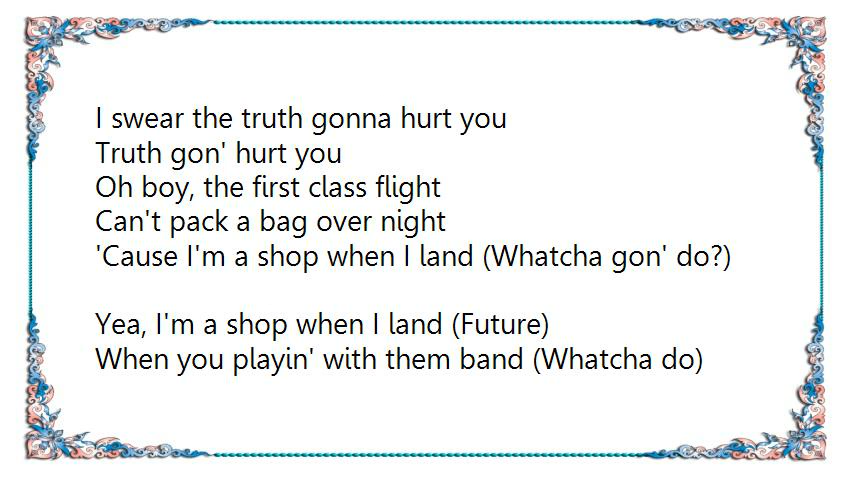 I swear the truth gonna hurt you
Truth gon' hurt you
Oh boy, the first class flight
Can't pack a bag over night
'Cause I'm a shop when I land (Whatcha gon' do?)
Yea, I'm a shop when I land (Future)
When you playin' with them band (Whatcha do)